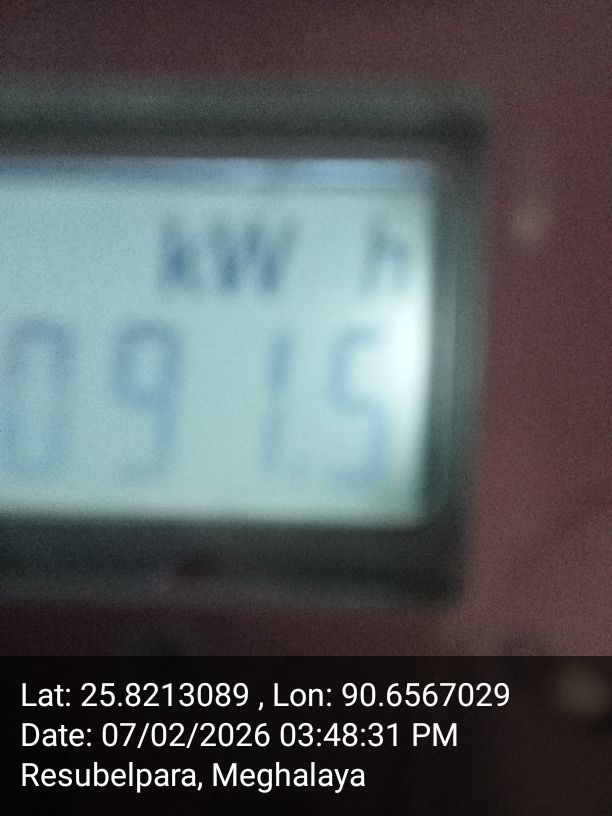 kW h
091.5
Lat: 25.8213089 , Lon: 90.6567029
Date: 07/02/2026 03:48:31 PM
Resubelpara, Meghalaya